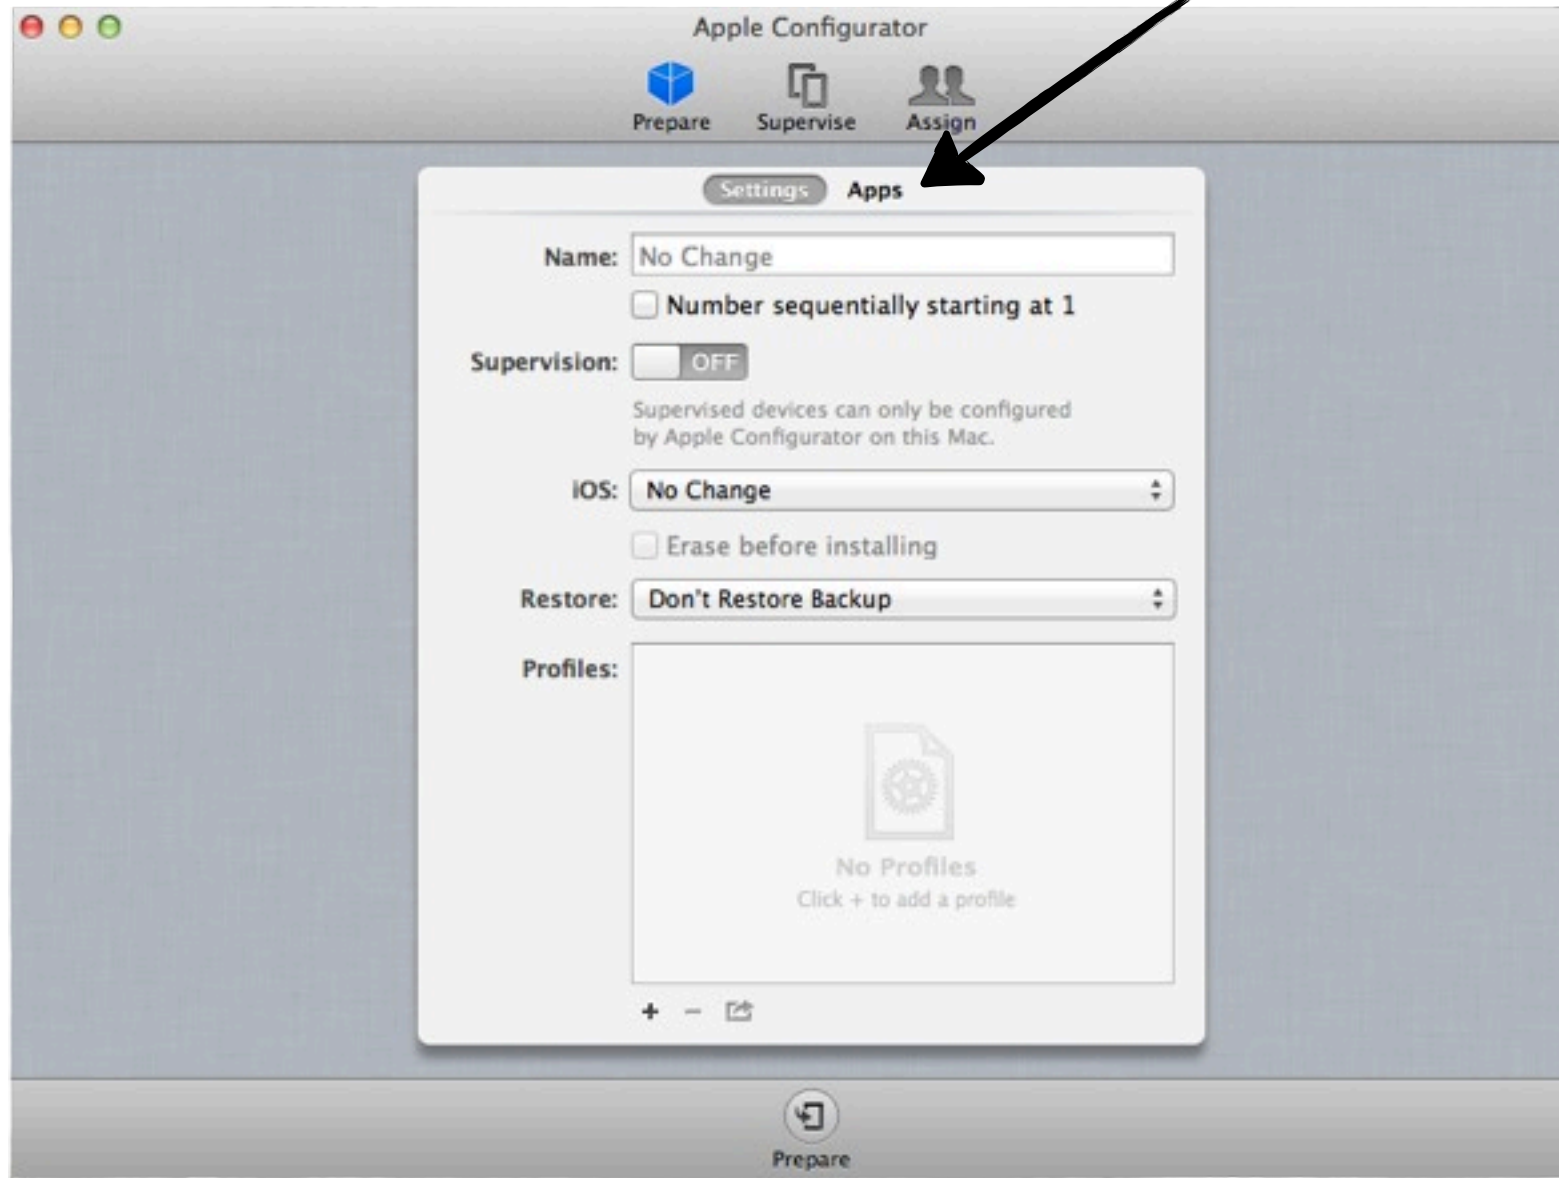 Apple Configurator
Prepare Supervise Assign
Settings Apps
Name: No Change
Number sequentially starting at 1
Supervision: OFF
Supervised devices can only be configured
by Apple Configurator on this Mac.
iOS: No Change
Erase before installing
Restore: Don't Restore Backup
Profiles:
No Profiles
Click + to add a profile
Prepare